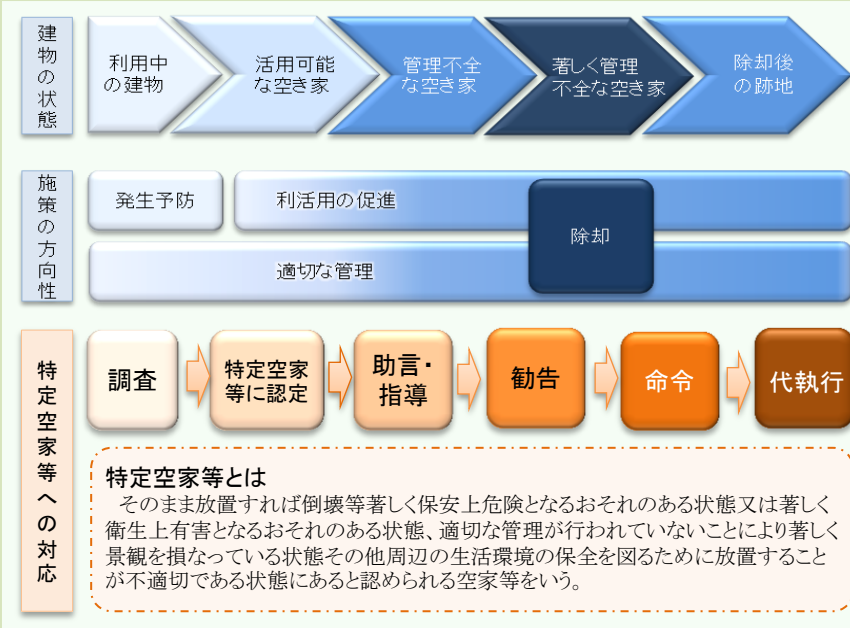 建物の状態
利用中
の建物
活用可能
な空き家
管理不全
な空き家
著しく管理
不全な空き家
除却後
の跡地
施策の方向性
発生予防
利活用の促進
除却
適切な管理
特定空家等への対応
調査
特定空家
等に認定
助言・
指導
勧告
命令
代執行
特定空家等とは
そのまま放置すれば倒壊等著しく保安上危険となるおそれのある状態又は著しく
衛生上有害となるおそれのある状態、適切な管理が行われていないことにより著しく
景観を損なっている状態その他周辺の生活環境の保全を図るために放置すること
が不適切である状態にあると認められる空家等をいう。